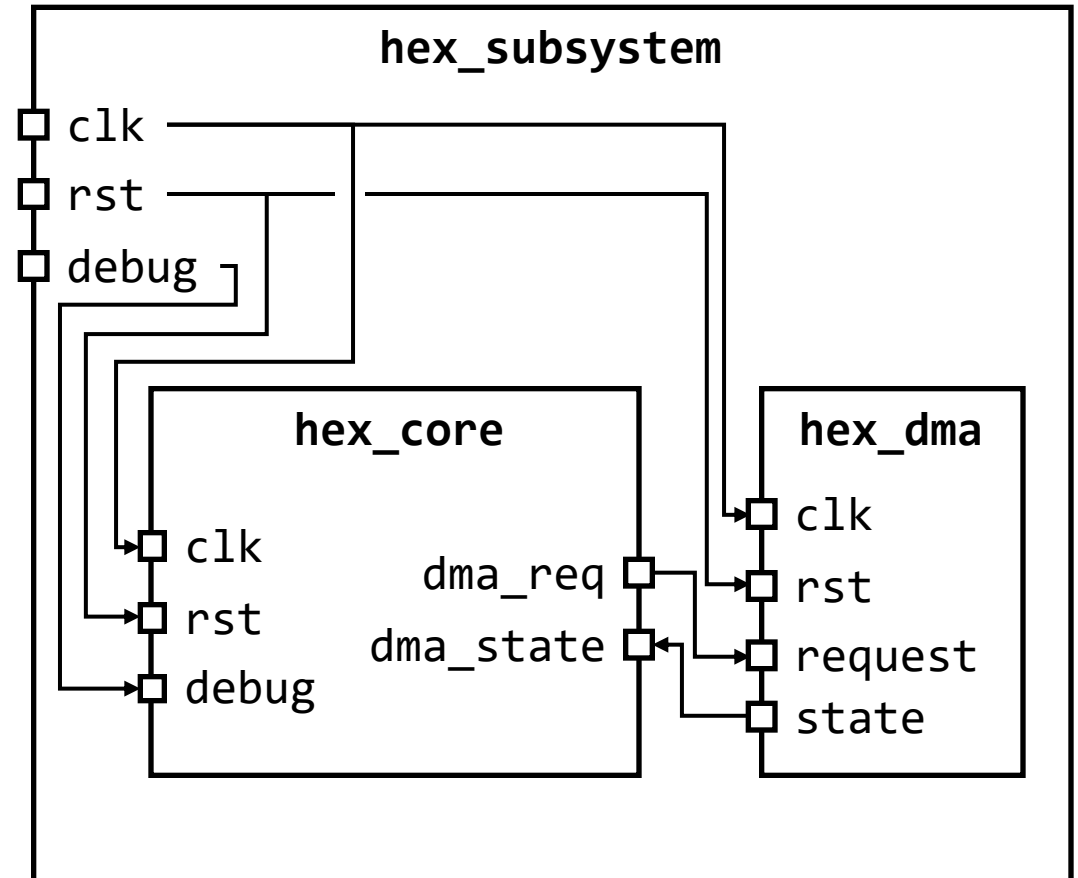 hex_subsystem
clk
rst
debug
hex_core
clk
rst
debug
dma_req
dma_state
hex_dma
clk
rst
request
state